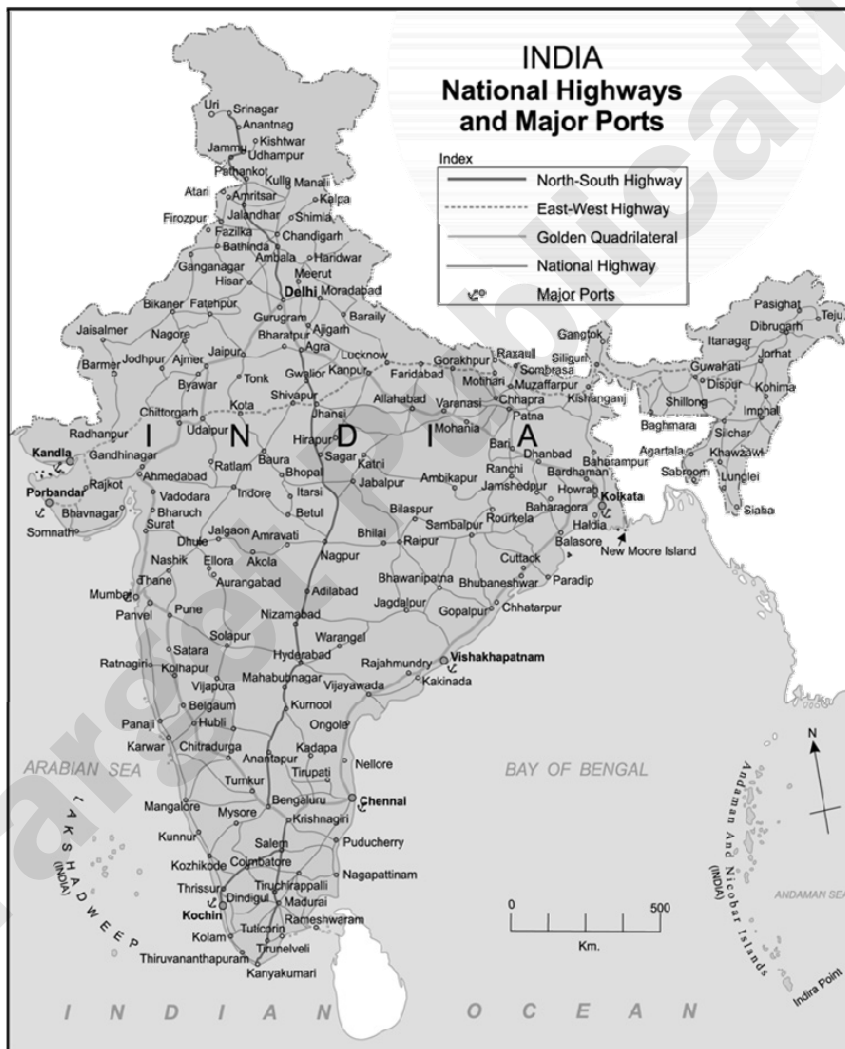 INDIA
National Highways
and Major Ports
Index
North-South Highway
East-West Highway
Golden Quadrilateral
National Highway
Major Ports
Uri
Srinagar
Anantnag
Kishtwar
Jammu
Udhampur
Pathankot
Kullo
Manali
Atari
Amritsar
Kalpa
Jalandhar
Shimla
Firozpur
Fazilka
Chandigarh
Bathinda
Ambala
Haridwar
Ganganagar
Meerut
Hisar
Delhi
Moradabad
Bikaner
Fatehpur
Gurugram
Baraily
Jaisalmer
Nagore
Bharatpur
Ajigarh
Agra
Barmer
Jodhpur
Ajmer
Jaipur
Lucknow
Gorakhpur
Raxaul
Siliguri
Gangtok
Pasighat
Teju
Dibrugarh
Itanagar
Jorhat
Guwahati
Dispur
Kohima
Shillong
Imphal
Baghmara
Silchar
Agartala
Sabroom
Lunglei
Siaha
Byawar
Tonk
Gwalior
Kanpur
Faridabad
Motihari
Sombrasa
Muzaffarpur
Kishanganj
Chittorgarh
Kota
Shivapur
Jhansi
Allahabad
Varanasi
Chhapra
Patna
Mohania
Radhanpur
Udaipur
I N D I A
Hirapur
Bari
Kandla
Gandhinagar
Ahmedabad
Ratlam
Baura
Bhopal
Sagar
Katri
Dhanbad
Baharampur
Ranchi
Bardhaman
Porbandar
Rajkot
Vadodara
Indore
Itarsi
Jabalpur
Ambikapur
Jamshedpur
Howrah
Kolkata
Bhavnagar
Bharuch
Betul
Bilaspur
Rourkela
Baharagora
Haldia
Somnath
Surat
Jalgaon
Amravati
Bhilai
Raipur
Sambalpur
Balasore
New Moore Island
Dhule
Akola
Nagpur
Nashik
Ellora
Aurangabad
Bhawanipatna
Cuttack
Bhubaneshwar
Paradip
Thane
Mumbai
Panvel
Pune
Adilabad
Jagdalpur
Gopalpur
Chhatarpur
Nizamabad
Solapur
Warangal
Satara
Ratnagiri
Kolhapur
Hyderabad
Rajahmundry
Vishakhapatnam
Vijapura
Mahabubnagar
Kakinada
Vijayawada
Belgaum
Kurnool
Panaji
Hubli
Ongole
Karwar
Chitradurga
Anantapur
Kadapa
ARABIAN SEA
Tirupati
Nellore
BAY OF BENGAL
Tumkur
Mangalore
Bengaluru
Chennai
Mysore
Krishnagiri
Kunnur
Salem
Puducherry
Kozhikode
Coimbatore
Thrissur
Tiruchirappalli
Nagapattinam
Dindigul
Kochin
Madurai
Rameshwaram
Kolam
Tuticorin
Tirunelveli
Thiruvananthapuram
Kanyakumari
LAKSHADWEEP
(INDIA)
N
Andaman And Nicobar Islands
(INDIA)
ANDAMAN SEA
Indira Point
0 500
Km.
I N D I A N O C E A N
Target Publicati